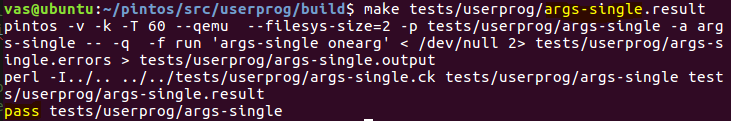 vas@ubuntu:~/pintos/src/userprog/build$ make tests/userprog/args-single.result
pintos -v -k -T 60 --qemu  --filesys-size=2 -p tests/userprog/args-single -a arg
s-single -- -q  -f run 'args-single onearg' < /dev/null 2> tests/userprog/args-s
ingle.errors > tests/userprog/args-single.output
perl -I../.. ../../tests/userprog/args-single.ck tests/userprog/args-single test
s/userprog/args-single.result
pass tests/userprog/args-single